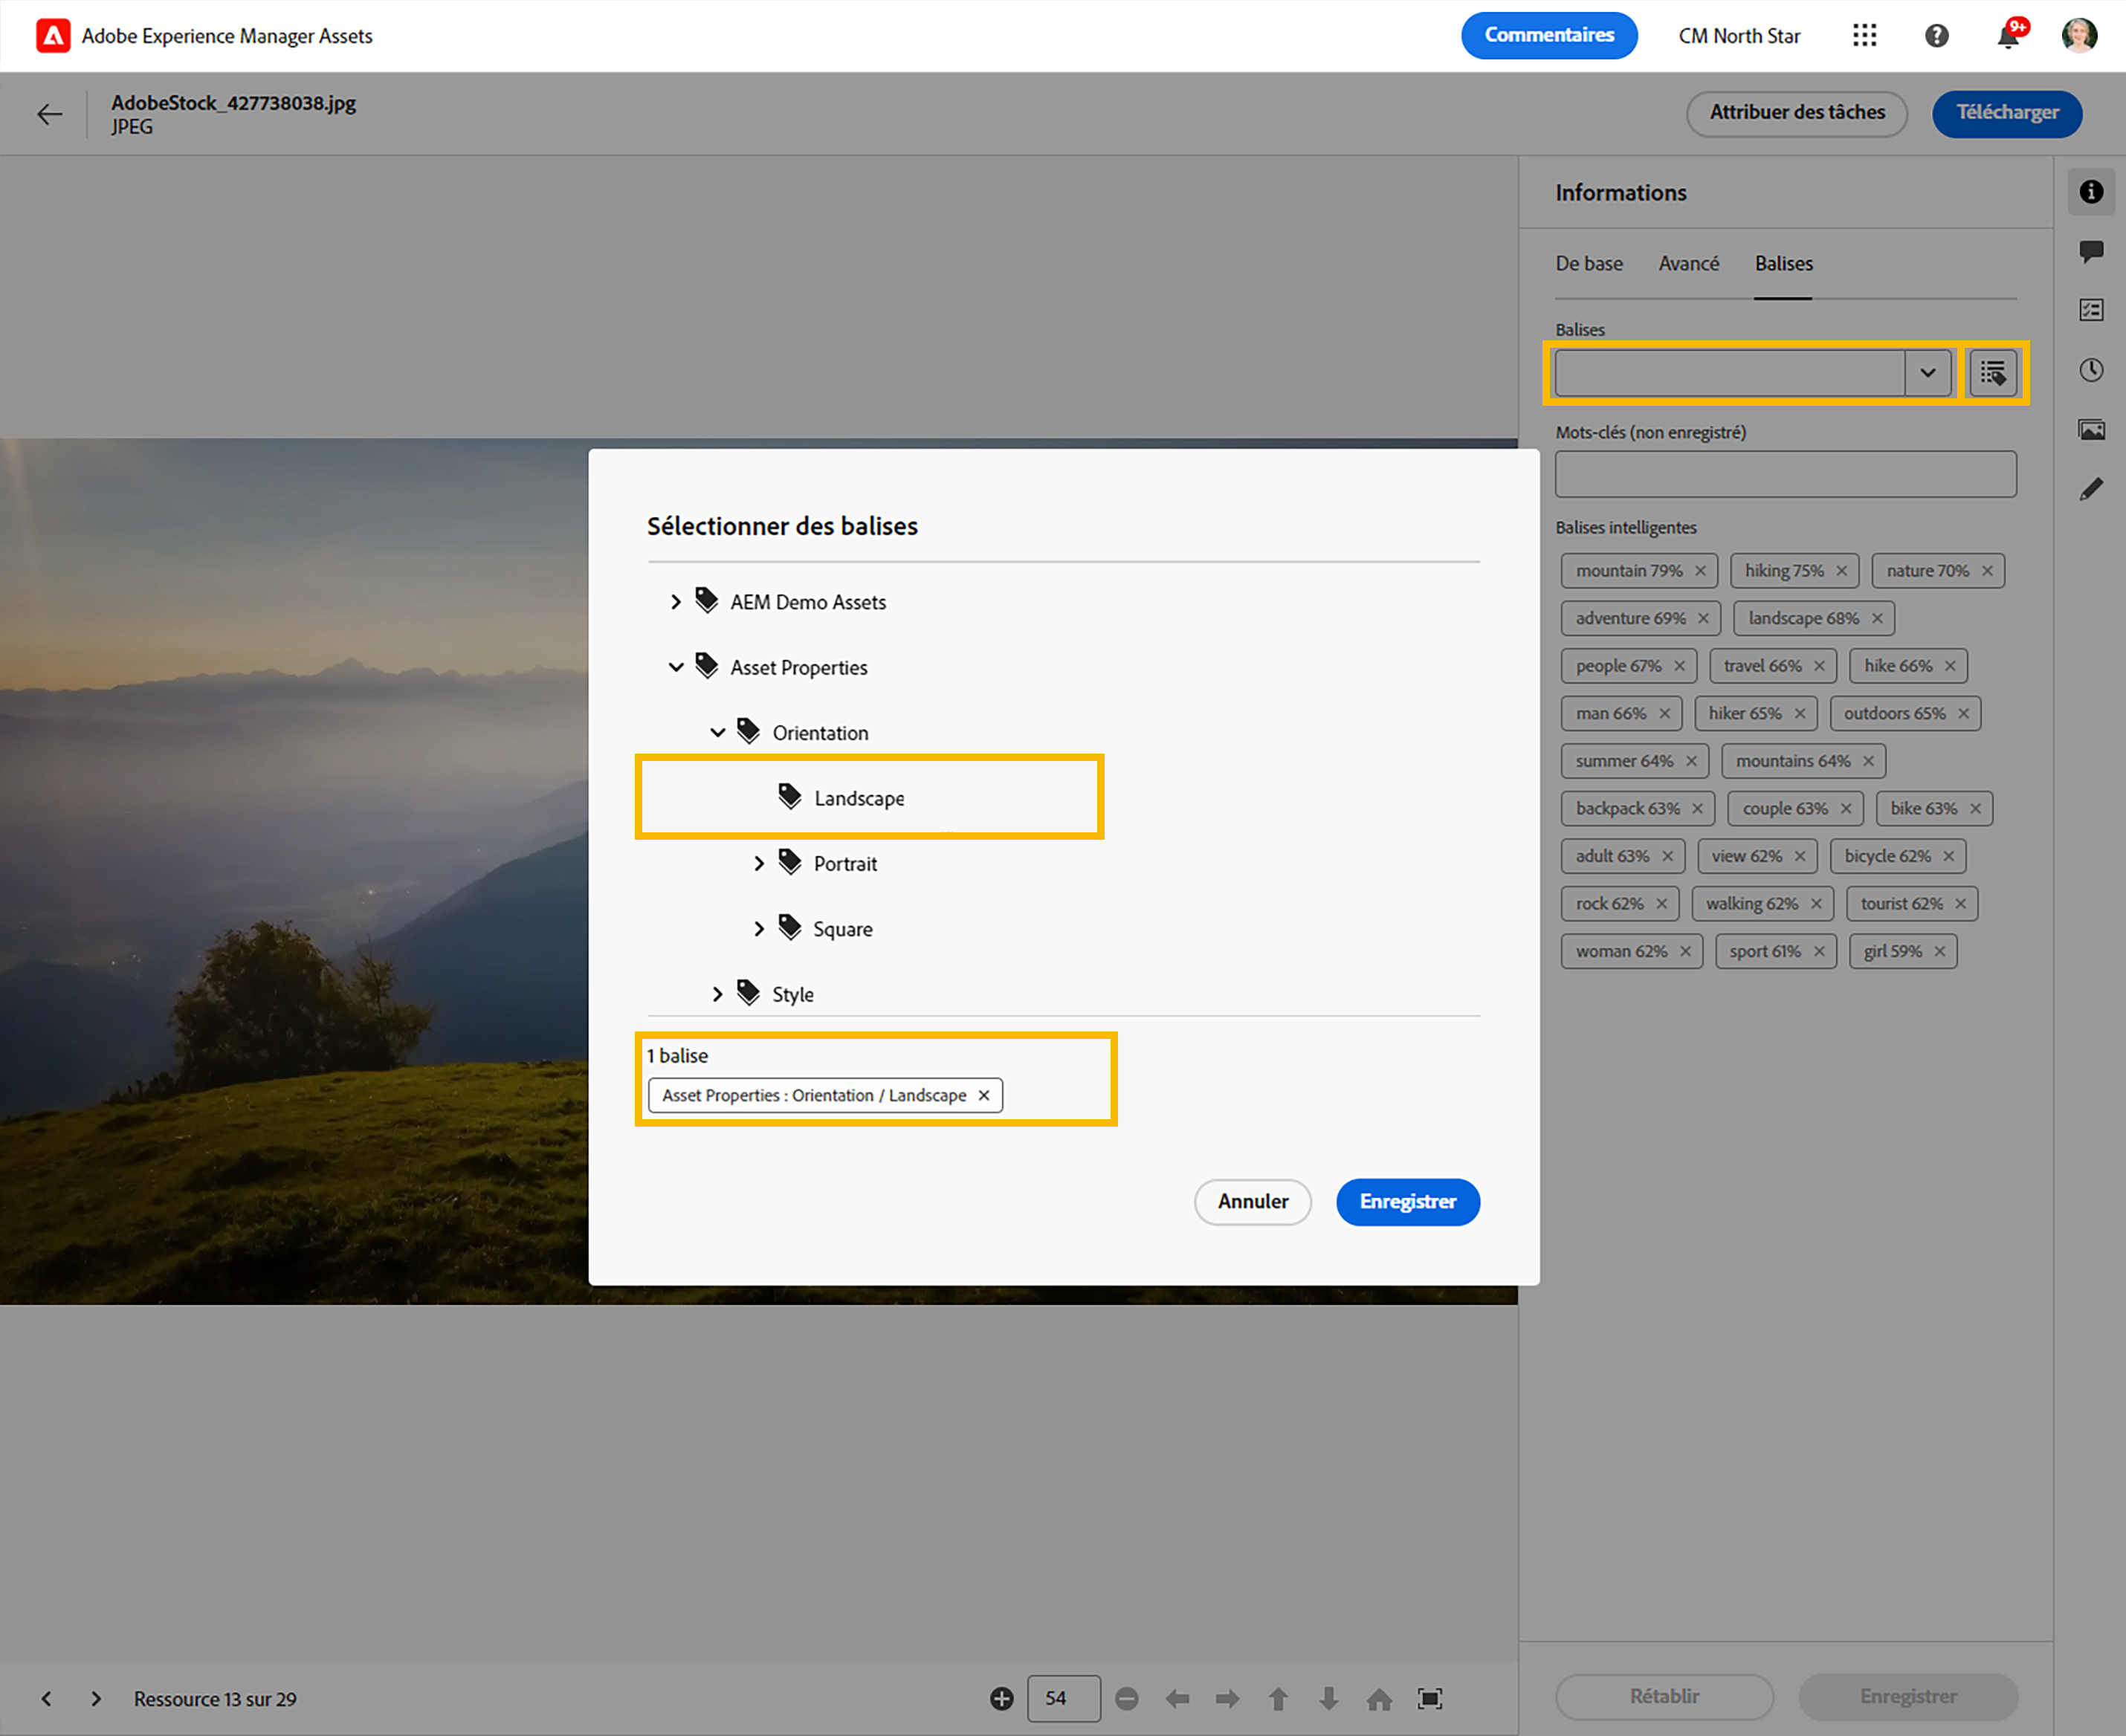 Adobe Experience Manager Assets
Commentaires
CM North Star
9+
AdobeStock_427738038.jpg
JPEG
Attribuer des tâches
Télécharger
Informations
De base Avancé Balises
Balises
Mots-clés (non enregistré)
Balises intelligentes
mountain 79% hiking 75% nature 70%
adventure 69% landscape 68%
people 67% travel 66% hike 66%
man 66% hiker 65% outdoors 65%
summer 64% mountains 64%
backpack 63% couple 63% bike 63%
adult 63% view 62% bicycle 62%
rock 62% walking 62% tourist 62%
woman 62% sport 61% girl 59%
Sélectionner des balises
AEM Demo Assets
Asset Properties
Orientation
Landscape
Portrait
Square
Style
1 balise
Asset Properties : Orientation / Landscape
Annuler
Enregistrer
Ressource 13 sur 29
54
Rétablir
Enregistrer